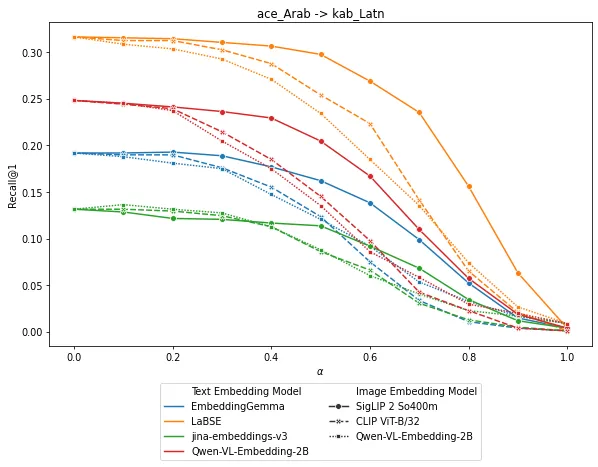 ace_Arab -> kab_Latn
Recall@1
0.30
0.25
0.20
0.15
0.10
0.05
0.00
0.0 0.2 0.4 0.6 0.8 1.0
α
Text Embedding Model
EmbeddingGemma
LaBSE
jina-embeddings-v3
Qwen-VL-Embedding-2B
Image Embedding Model
SigLIP 2 So400m
CLIP ViT-B/32
Qwen-VL-Embedding-2B